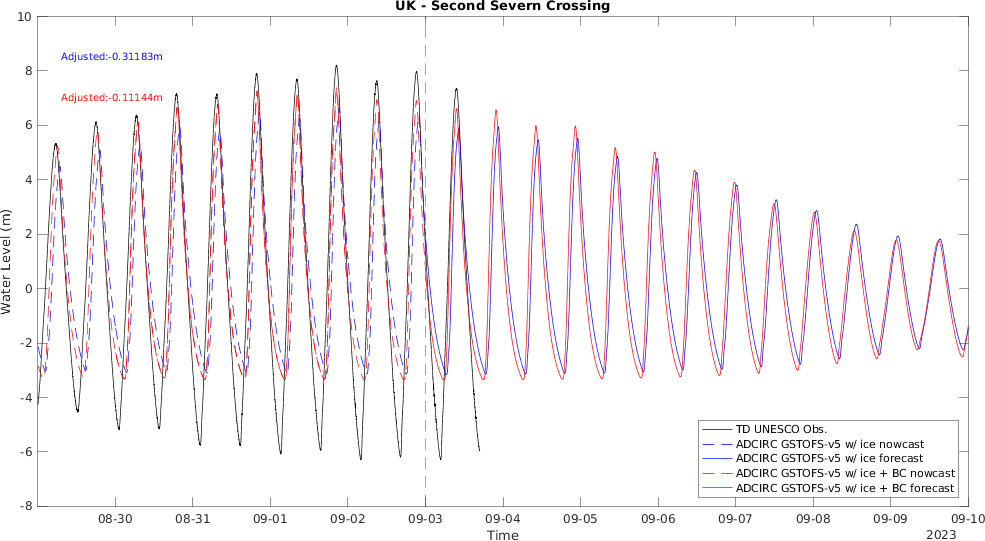 UK - Second Severn Crossing
10
8
6
4
2
0
-2
-4
-6
-8
Water Level (m)
Adjusted:-0.31183m
Adjusted:-0.11144m
TD UNESCO Obs.
ADCIRC GSTOFS-v5 w/ ice nowcast
ADCIRC GSTOFS-v5 w/ ice forecast
ADCIRC GSTOFS-v5 w/ ice + BC nowcast
ADCIRC GSTOFS-v5 w/ ice + BC forecast
08-30 08-31 09-01 09-02 09-03 09-04 09-05 09-06 09-07 09-08 09-09 09-10
Time
2023